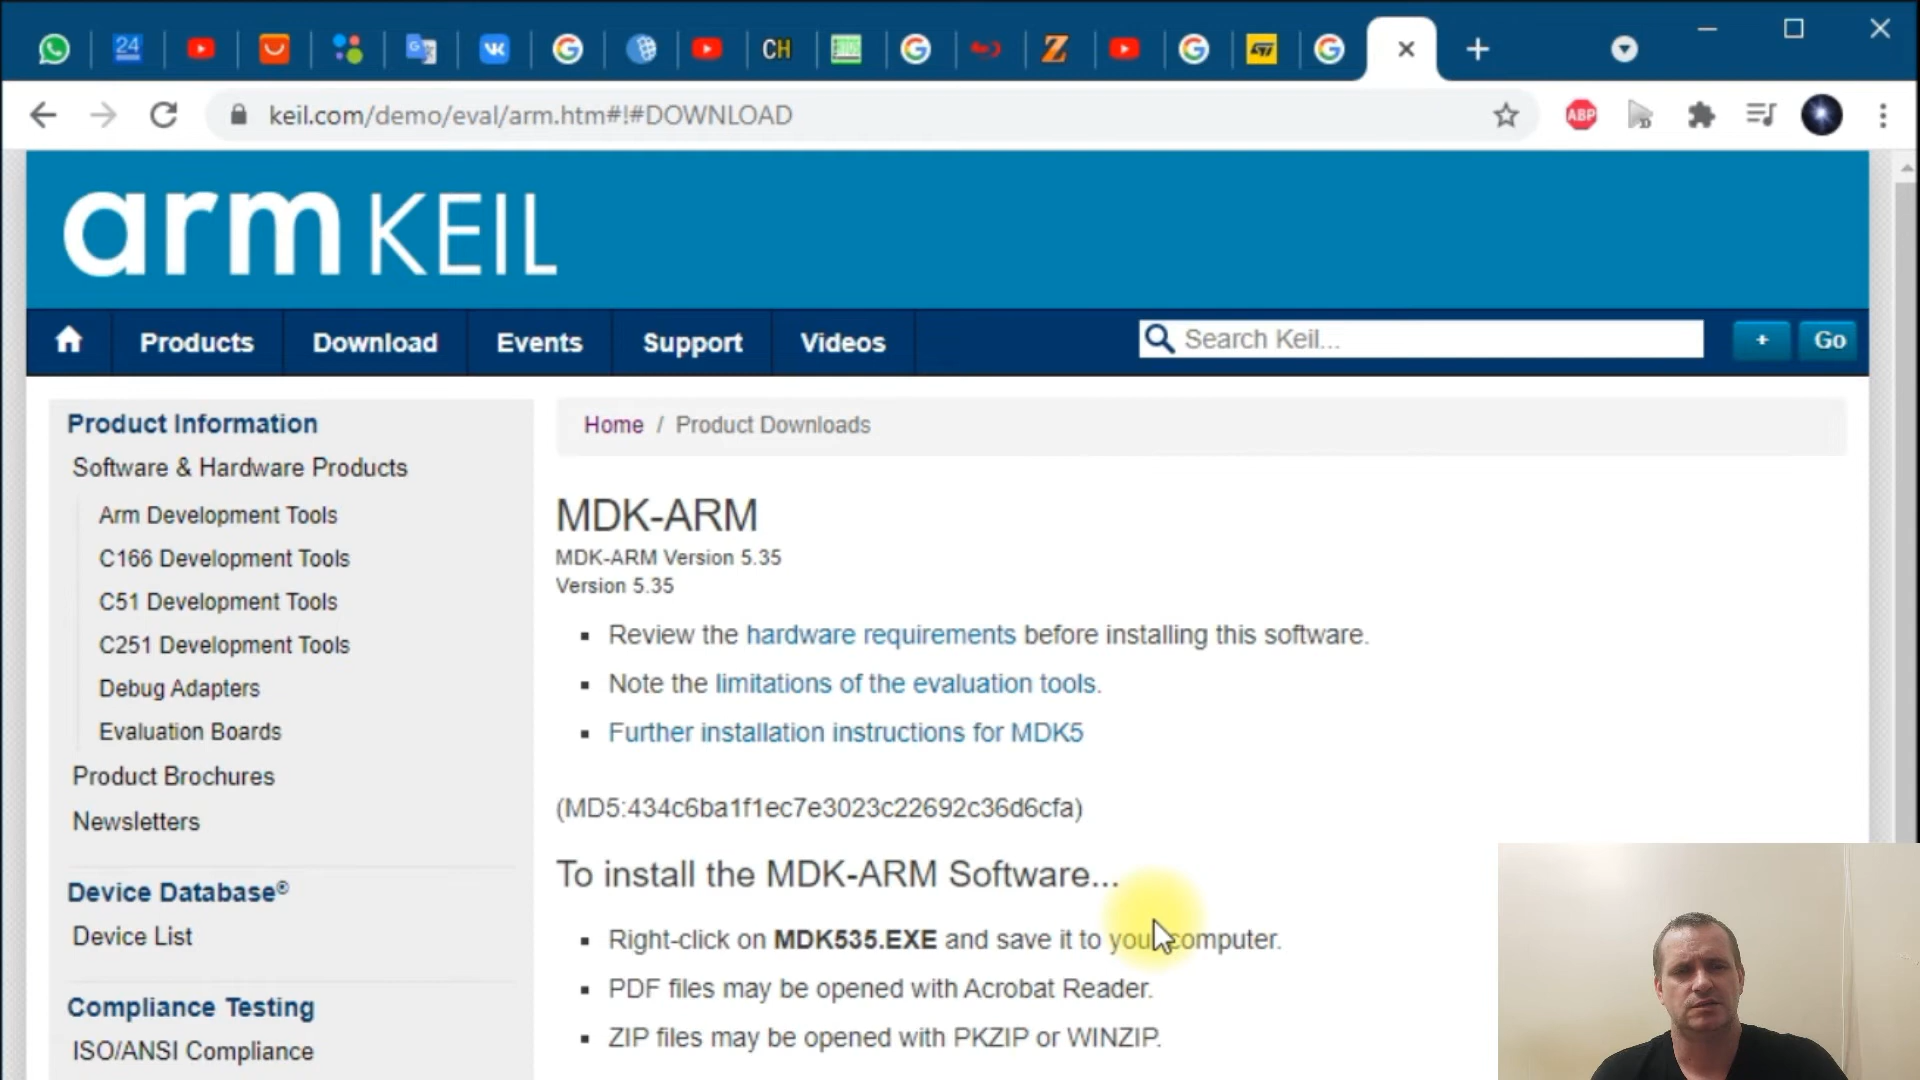 24
CH
Z
keil.com/demo/eval/arm.htm#!#DOWNLOAD
ABP
arm KEIL
Products
Download
Events
Support
Videos
Search Keil...
+
Go
Product Information
Software & Hardware Products
Arm Development Tools
C166 Development Tools
C51 Development Tools
C251 Development Tools
Debug Adapters
Evaluation Boards
Product Brochures
Newsletters
Device Database®
Device List
Compliance Testing
ISO/ANSI Compliance
Home / Product Downloads
MDK-ARM
MDK-ARM Version 5.35
Version 5.35
Review the hardware requirements before installing this software.
Note the limitations of the evaluation tools.
Further installation instructions for MDK5
(MD5:434c6ba1f1ec7e3023c22692c36d6cfa)
To install the MDK-ARM Software...
Right-click on MDK535.EXE and save it to your computer.
PDF files may be opened with Acrobat Reader.
ZIP files may be opened with PKZIP or WINZIP.